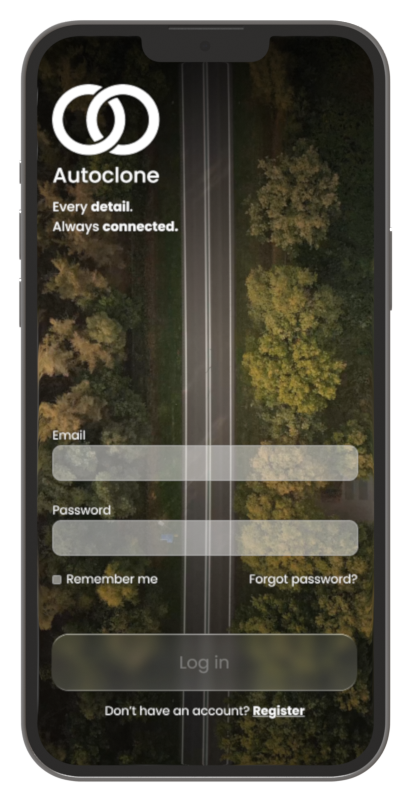 Autoclone
Every detail.
Always connected.
Email
Password
Remember me
Forgot password?
Log in
Don't have an account? Register